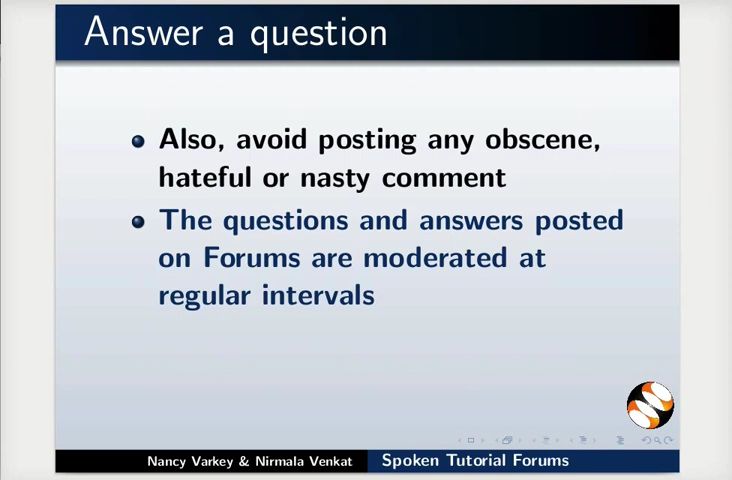 Answer a question
Also, avoid posting any obscene,
hateful or nasty comment
The questions and answers posted
on Forums are moderated at
regular intervals
Nancy Varkey & Nirmala Venkat Spoken Tutorial Forums